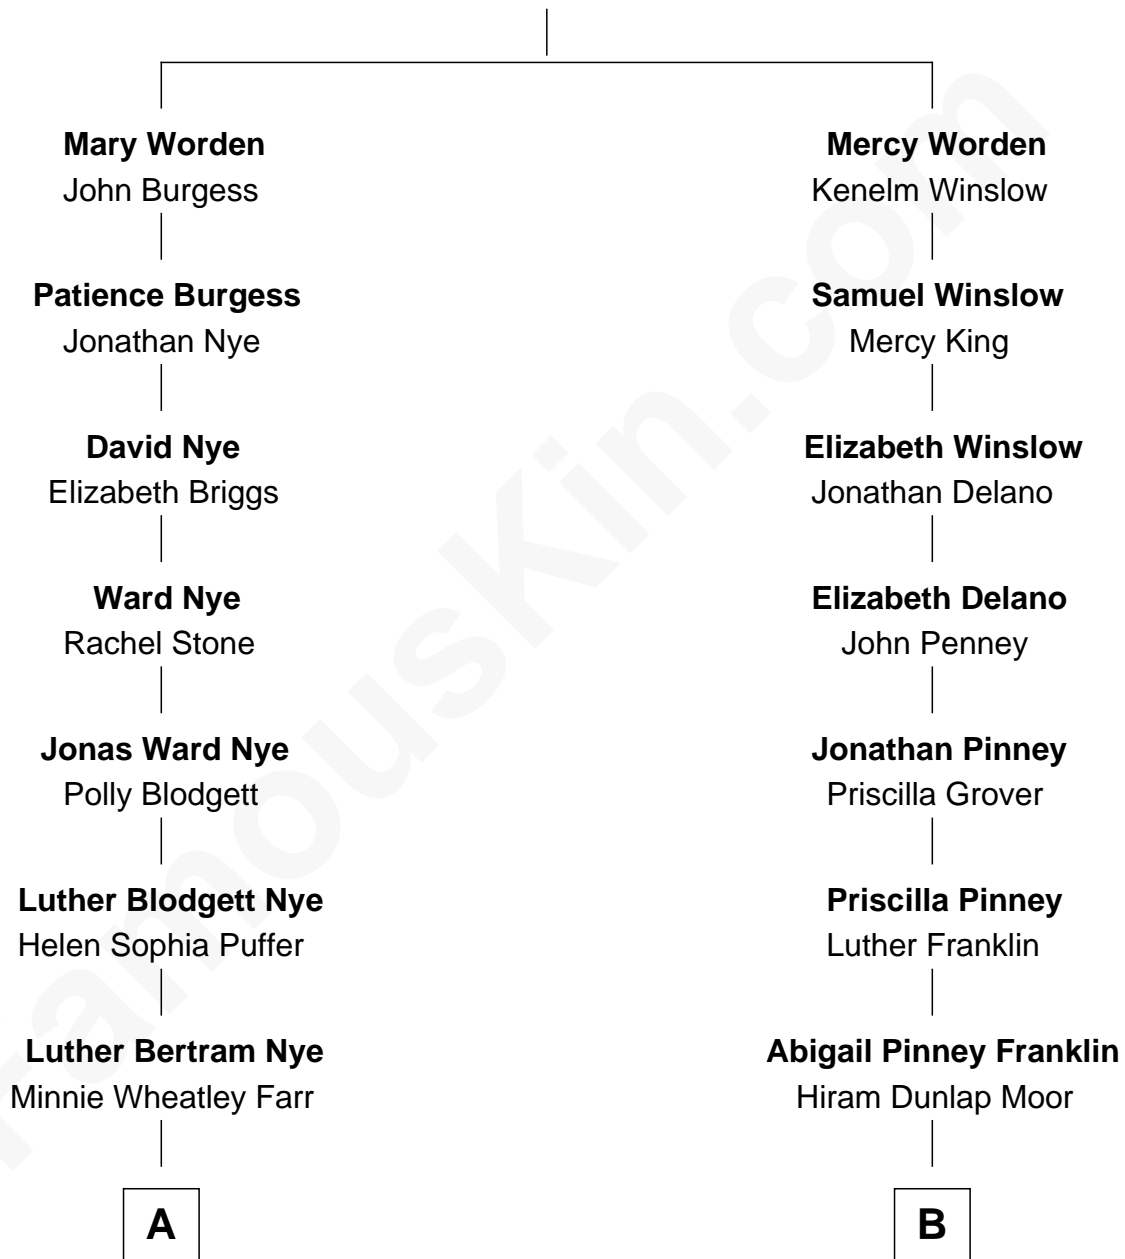 Mary Worden
John Burgess
Patience Burgess
Jonathan Nye
David Nye
Elizabeth Briggs
Ward Nye
Rachel Stone
Jonas Ward Nye
Polly Blodgett
Luther Blodgett Nye
Helen Sophia Puffer
Luther Bertram Nye
Minnie Wheatley Farr
A
Mercy Worden
Kenelm Winslow
Samuel Winslow
Mercy King
Elizabeth Winslow
Jonathan Delano
Elizabeth Delano
John Penney
Jonathan Pinney
Priscilla Grover
Priscilla Pinney
Luther Franklin
Abigail Pinney Franklin
Hiram Dunlap Moor
B
FamousKin.com